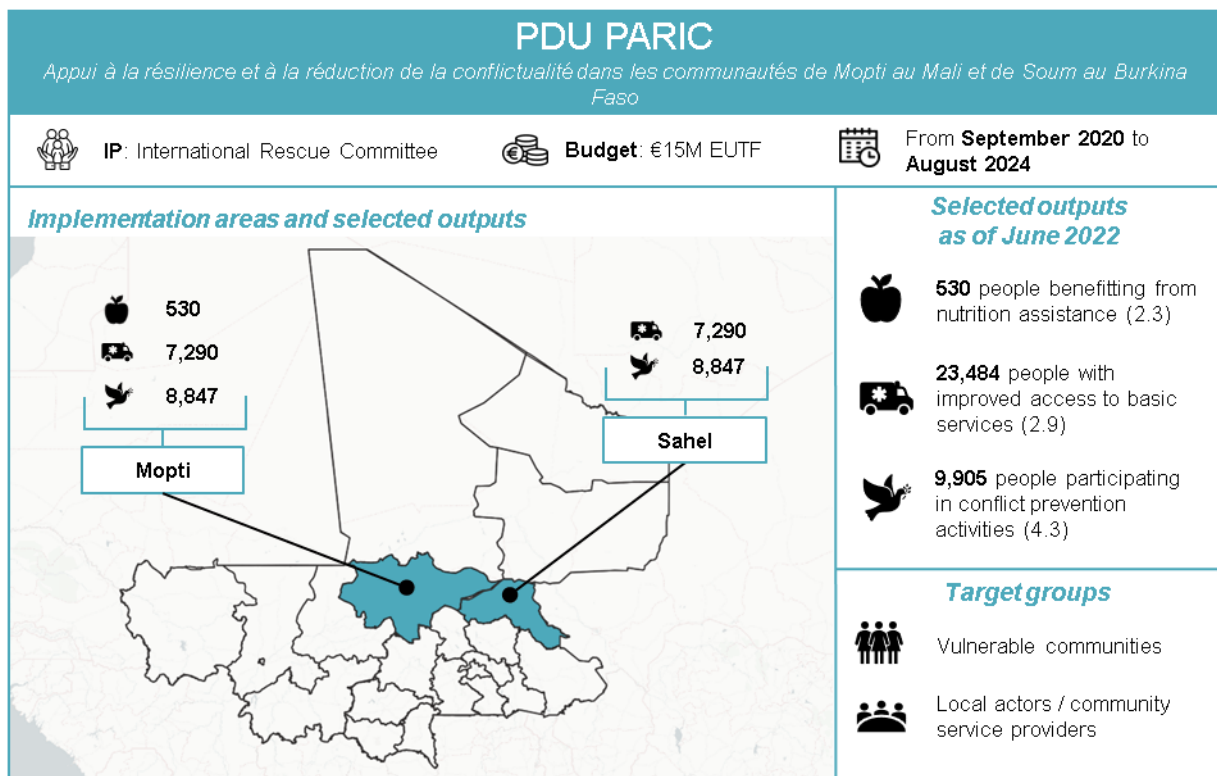 PDU PARIC
Appui à la résilience et à la réduction de la conflictualité dans les communautés de Mopti au Mali et de Soum au Burkina
Faso
IP: International Rescue Committee
Budget: €15M EUTF
From September 2020 to
August 2024
Implementation areas and selected outputs
530
7,290
8,847
Mopti
7,290
8,847
Sahel
Selected outputs
as of June 2022
530 people benefitting from
nutrition assistance (2.3)
23,484 people with
improved access to basic
services (2.9)
9,905 people participating
in conflict prevention
activities (4.3)
Target groups
Vulnerable communities
Local actors / community
service providers